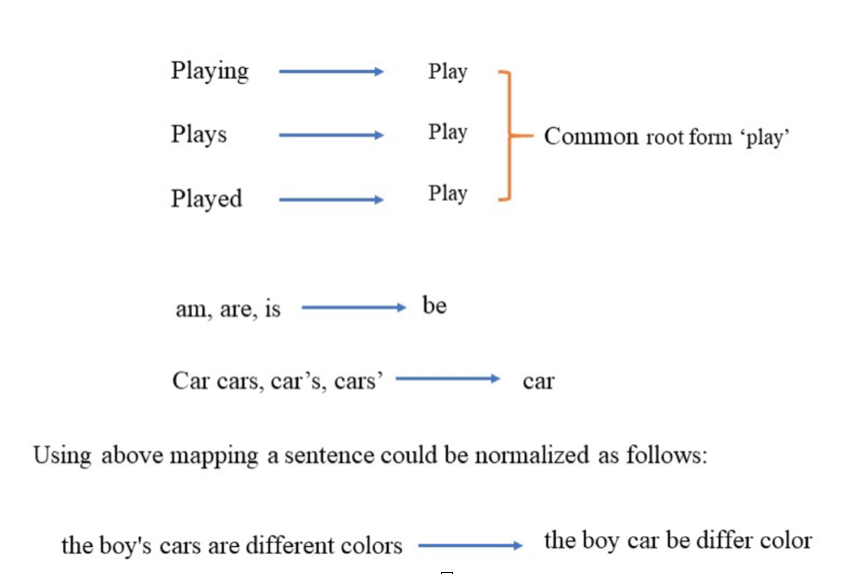 Playing Play
Plays Play
Common root form ‘play’
Played Play
am, are, is be
Car cars, car’s, cars’ car
Using above mapping a sentence could be normalized as follows:
the boy's cars are different colors the boy car be differ color